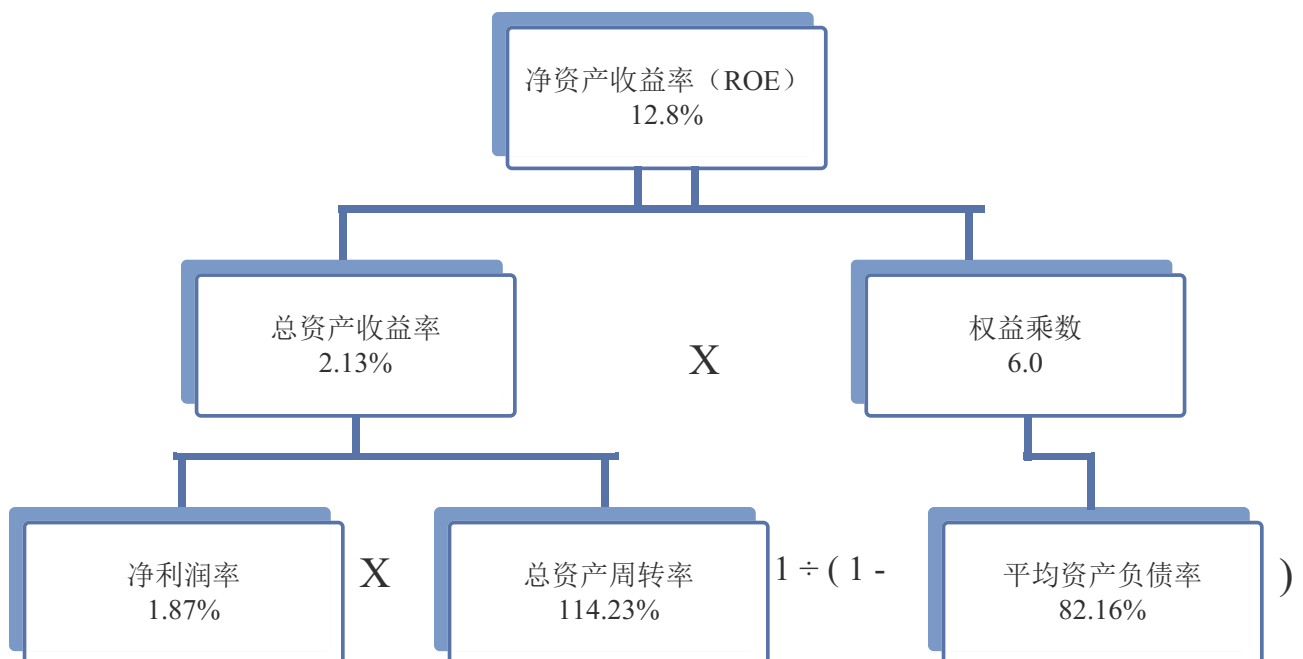 净资产收益率（ROE）
12.8%
总资产收益率
2.13%
X
权益乘数
6.0
净利润率
1.87%
X
总资产周转率
114.23%
1 ÷ ( 1 -
平均资产负债率
82.16%
)